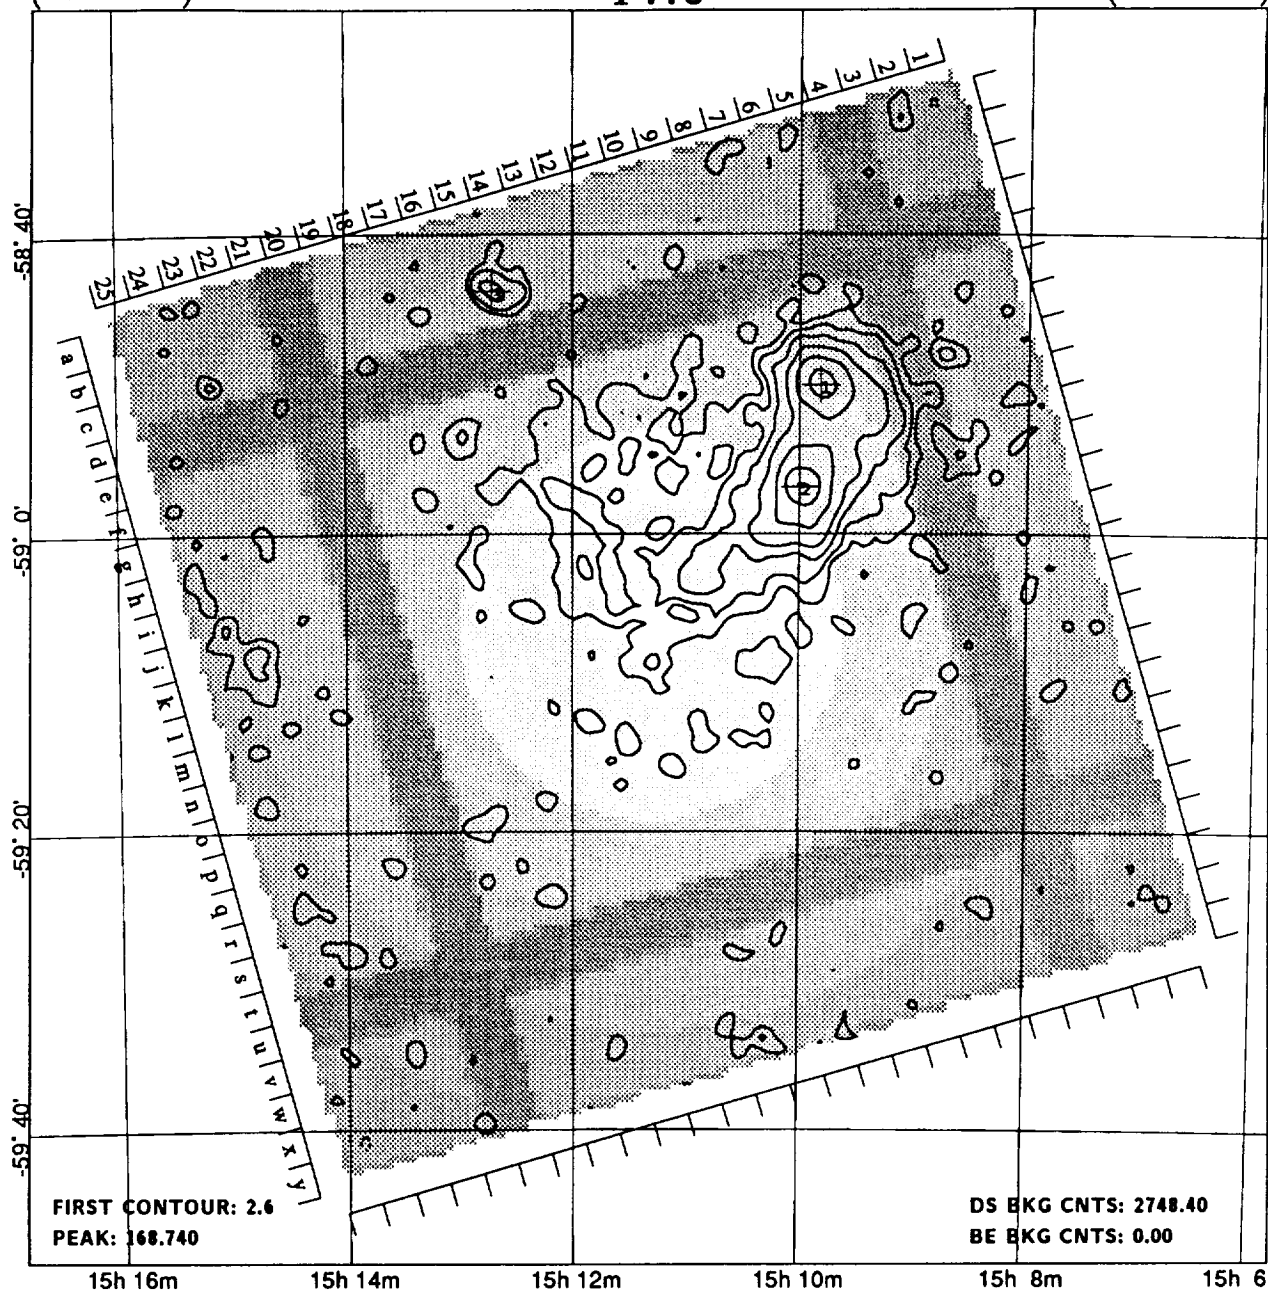 1 2 3 4 5 6 7 8 9 10 11 12 13 14 15 16 17 18 19 20 21 22 23 24 25
a b c d e f g h i j k l m n o p q r s t u v w x y
-58° 40'
-59° 0'
-59° 20'
-59° 40'
1
2
FIRST CONTOUR: 2.6
PEAK: 168.740
DS BKG CNTS: 2748.40
BE BKG CNTS: 0.00
15h 16m 15h 14m 15h 12m 15h 10m 15h 8m 15h 6